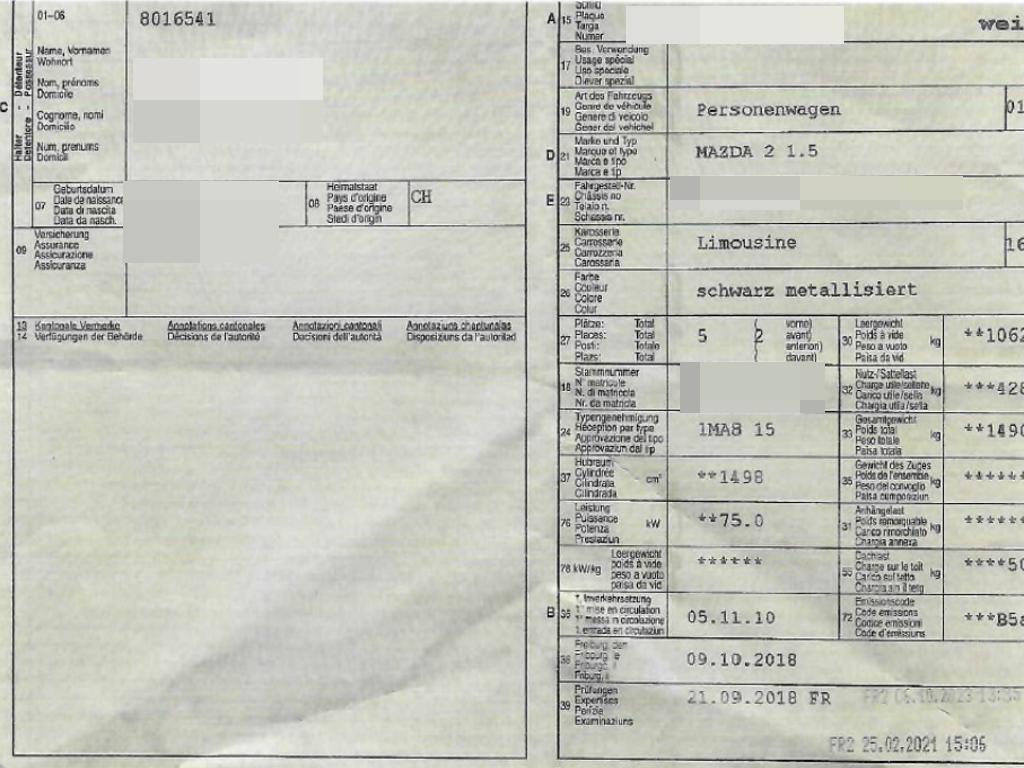 01-06
8016541
Name, Vornamen
Wohnort
Nom, prénoms
Domicile
Cognome, nomi
Domicilio
Num, prenums
Domicil
C
Halter - Détenteur
Detentore - Possessur
07
Geburtsdatum
Date de naissance
Data di nascita
Data da nasch.
08
Heimatstaat
Pays d'origine
Paese d'origine
Stadi d'origin
CH
09
Versicherung
Assurance
Assicurazione
Assicuranza
13 Kantonale Vermerke Annotations cantonales Annotazioni cantonali Annotaziuns chantunalas
14 Verfügungen der Behörde Décisions de l'autorité Decisioni dell'autorità Disposiziuns da l'autoritad
A 15
Schild
Plaque
Targa
Numer
wei
17
Bes. Verwendung
Usage spécial
Uso speciale
Diever spezial
19
Art des Fahrzeugs
Genre de véhicule
Genere di veicolo
Gener dal vehichel
Personenwagen
01
D 21
Marke und Typ
Marque et type
Marca e tipo
Marca e tip
MAZDA 2 1.5
E 23
Fahrgestell-Nr.
Châssis no
Telaio n.
Schassis nr.
25
Karosserie
Carrosserie
Carrozzeria
Carossaria
Limousine
16
26
Farbe
Couleur
Colore
Colur
schwarz metallisiert
27
Plätze: Total
Places: Total
Posti: Totale
Plazs: Total
5 (2
vorne)
avant)
anteriori)
davant)
30
Leergewicht
Poids à vide
Peso a vuoto
Paisa da vid
kg
**1062
18
Stammnummer
N° matricule
N. di matricola
Nr. da matricla
32
Nutz-/Sattellast
Charge utile/sellette
Carico utile/sella
Chargia utila/sella
kg
***428
24
Typengenehmigung
Réception par type
Approvazione del tipo
Approvaziun dal tip
1MA8 15
33
Gesamtgewicht
Poids total
Peso totale
Paisa totala
kg
**1490
37
Hubraum
Cylindrée
Cilindrata
Cilindrada
cm³
**1498
35
Gewicht des Zuges
Poids de l'ensemble
Peso del convoglio
Paisa cumposiziun
kg
******
76
Leistung
Puissance
Potenza
Prestaziun
kW
**75.0
31
Anhängelast
Poids remorquable
Carico rimorchiato
Chargia annexa
kg
******
78 kW/kg
Leergewicht
poids à vide
peso a vuoto
paisa da vid
******
55
Dachlast
Charge sur le toit
Carico sul tetto
Chargia sin il tetg
kg
****50
B 36
1. Inverkehrsetzung
1re mise en circulation
1a messa in circolazione
1. entrada en circulaziun
05.11.10
72
Emissionscode
Code émissions
Codice emissioni
Code d'emissiuns
***B5a
38
Freiburg, den
Fribourg, le
Friburgo, il
Friburg, il
09.10.2018
39
Prüfungen
Expertises
Perizie
Examinaziuns
21.09.2018 FR
FR2 25.02.2021 15:06